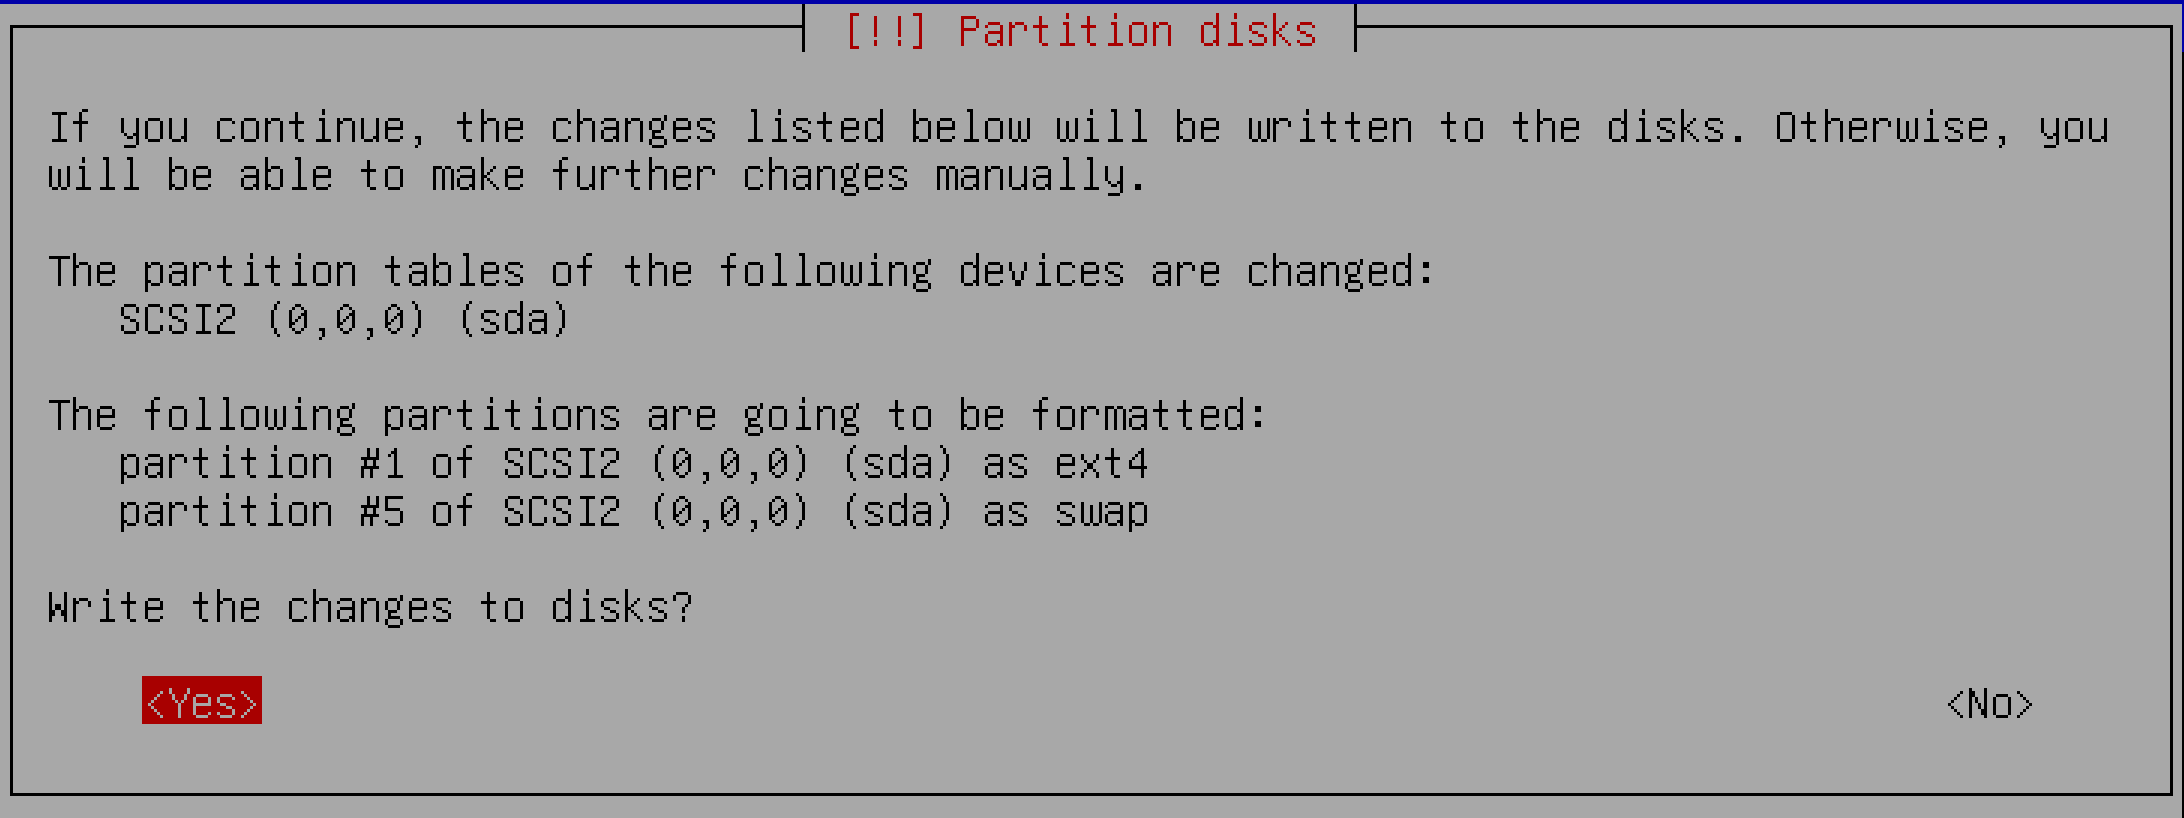 [!!] Partition disks
If you continue, the changes listed below will be written to the disks. Otherwise, you
will be able to make further changes manually.
The partition tables of the following devices are changed:
SCSI2 (0,0,0) (sda)
The following partitions are going to be formatted:
partition #1 of SCSI2 (0,0,0) (sda) as ext4
partition #5 of SCSI2 (0,0,0) (sda) as swap
Write the changes to disks?
<Yes> <No>